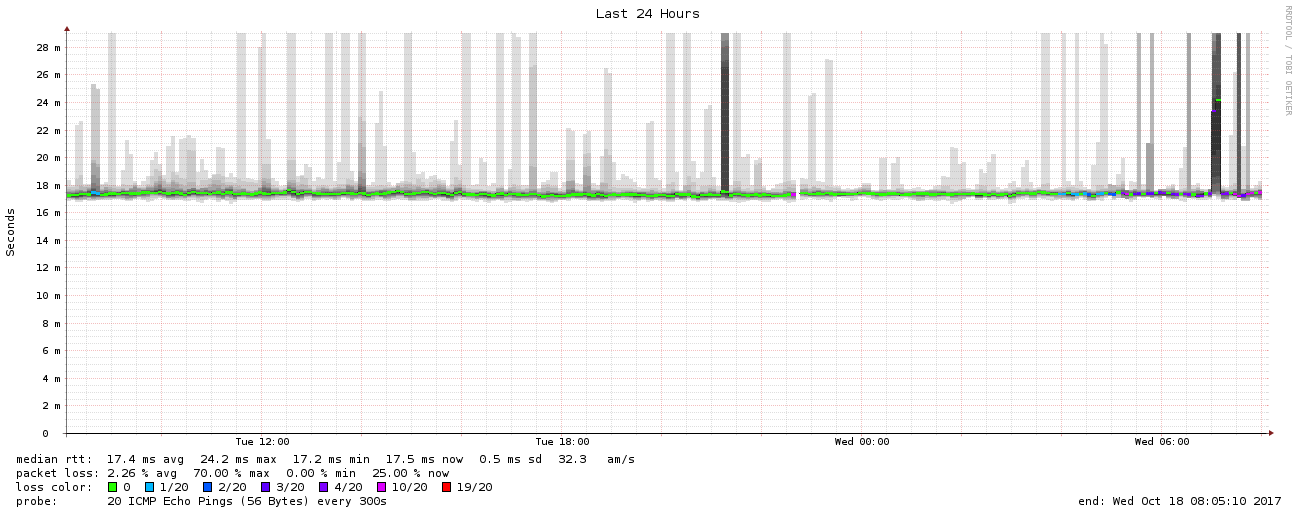 Last 24 Hours
RRDTOOL / TOBI OETIKER
28 m
26 m
24 m
22 m
20 m
18 m
16 m
14 m
12 m
10 m
8 m
6 m
4 m
2 m
0
Seconds
Tue 12:00 Tue 18:00 Wed 00:00 Wed 06:00
median rtt: 17.4 ms avg 24.2 ms max 17.2 ms min 17.5 ms now 0.5 ms sd 32.3 am/s
packet loss: 2.26 % avg 70.00 % max 0.00 % min 25.00 % now
loss color: 0 1/20 2/20 3/20 4/20 10/20 19/20
probe: 20 ICMP Echo Pings (56 Bytes) every 300s end: Wed Oct 18 08:05:10 2017